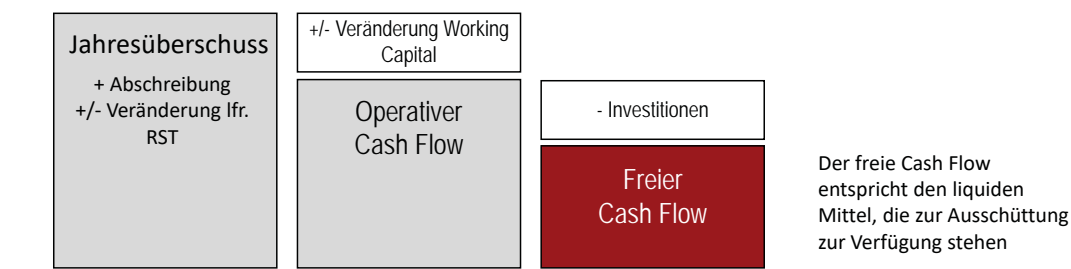 Jahresüberschuss
+ Abschreibung
+/- Veränderung lfr.
RST
+/- Veränderung Working
Capital
Operativer
Cash Flow
- Investitionen
Freier
Cash Flow
Der freie Cash Flow
entspricht den liquiden
Mittel, die zur Ausschüttung
zur Verfügung stehen